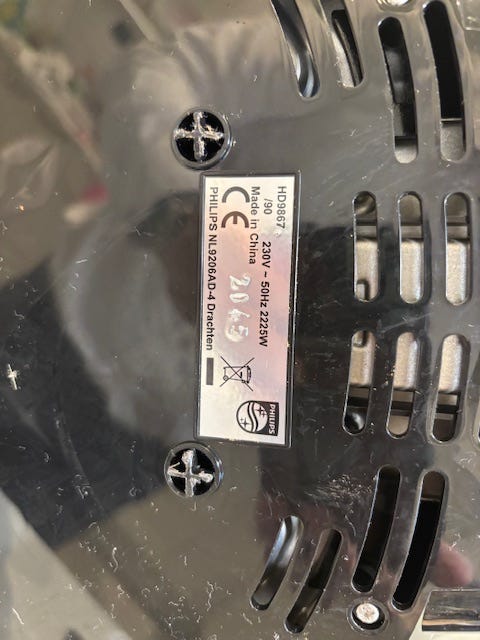 HD9867
/90
230V ~ 50Hz 2225W
Made in China
2045
CE
PHILIPS NL9206AD-4 Drachten
PHILIPS